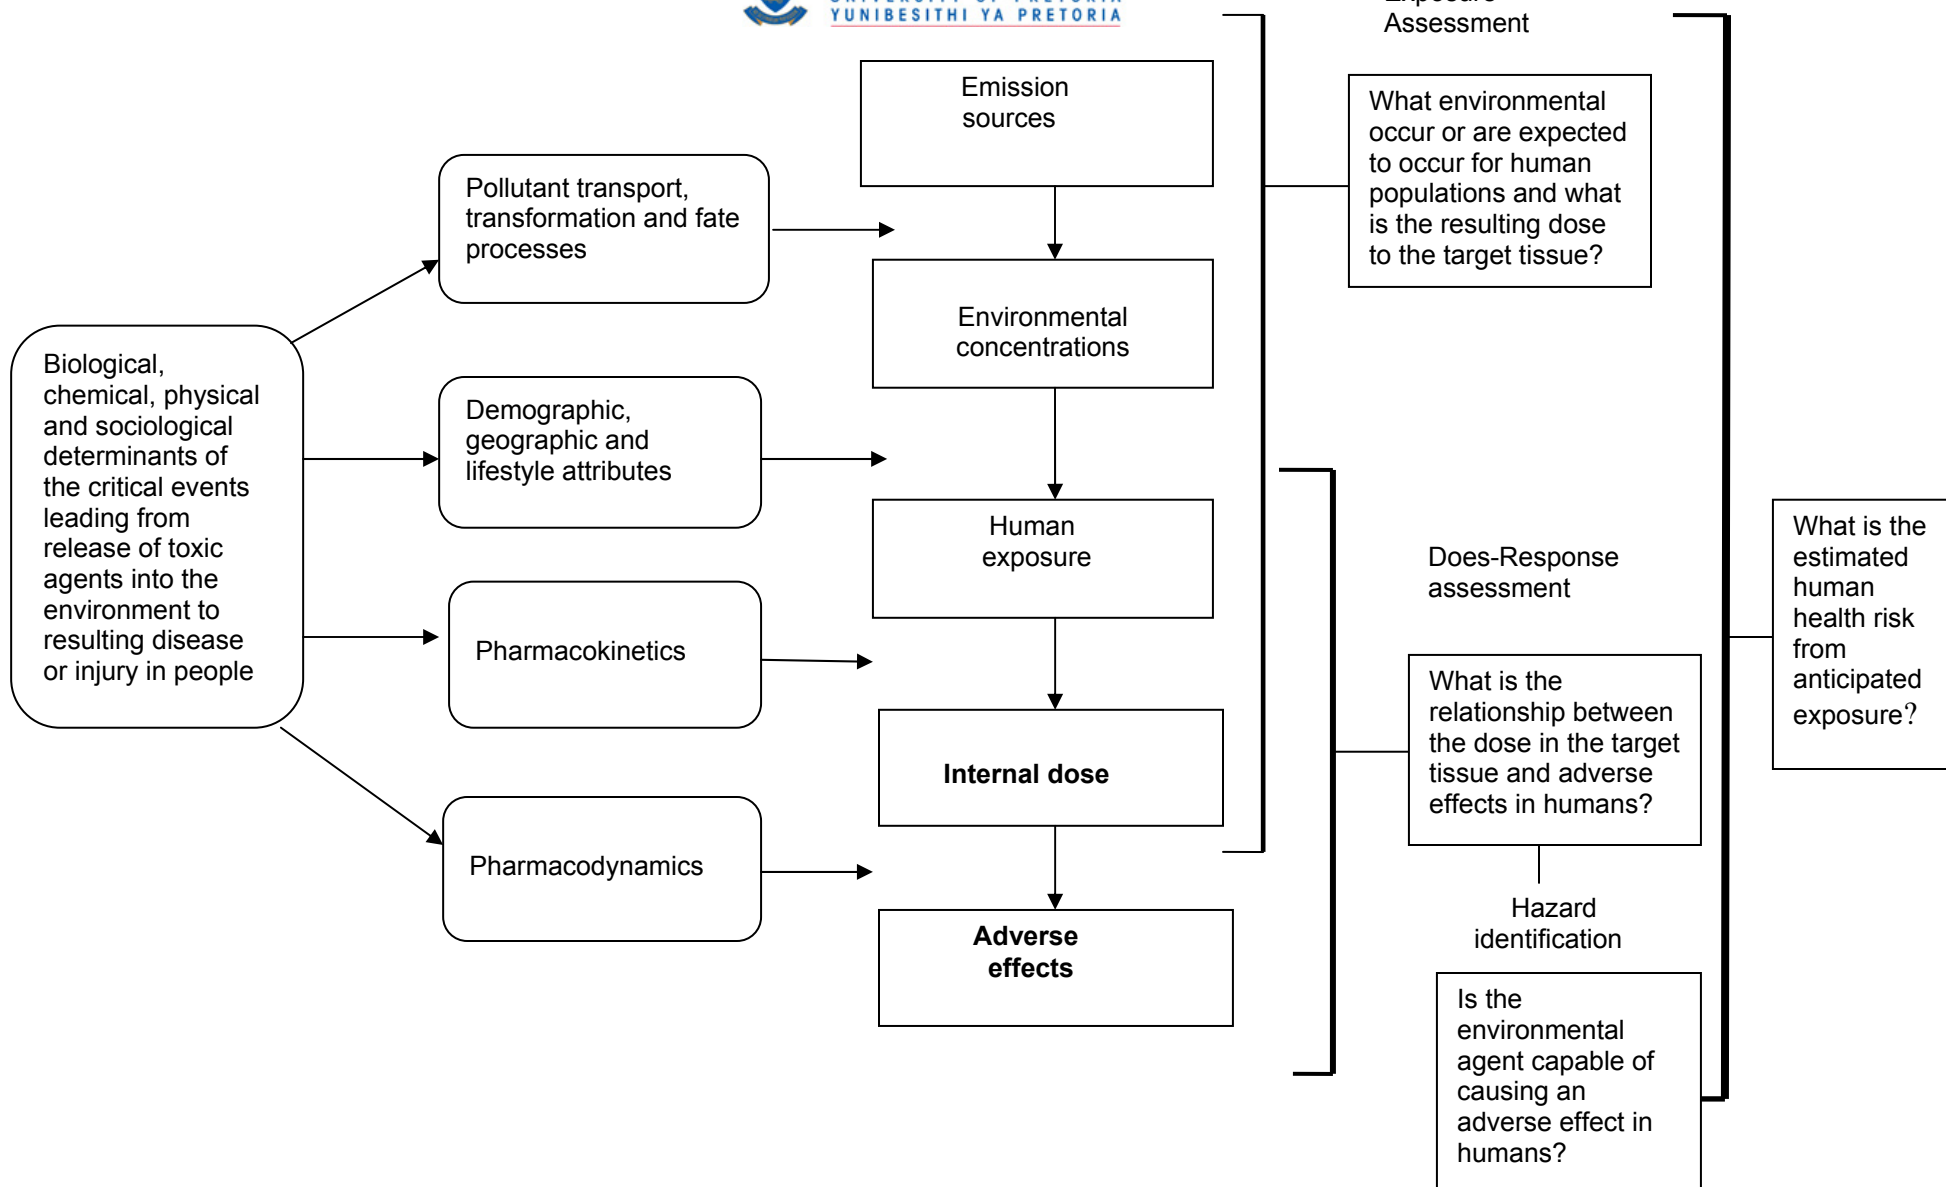 YUNIBESITHI YA PRETORIA
Assessment
Emission
sources
What environmental
occur or are expected
to occur for human
populations and what
is the resulting dose
to the target tissue?
Pollutant transport,
transformation and fate
processes
Environmental
concentrations
Biological,
chemical, physical
and sociological
determinants of
the critical events
leading from
release of toxic
agents into the
environment to
resulting disease
or injury in people
Demographic,
geographic and
lifestyle attributes
Human
exposure
Does-Response
assessment
What is the
estimated
human
health risk
from
anticipated
exposure?
Pharmacokinetics
What is the
relationship between
the dose in the target
tissue and adverse
effects in humans?
Internal dose
Pharmacodynamics
Hazard
identification
Adverse
effects
Is the
environmental
agent capable of
causing an
adverse effect in
humans?